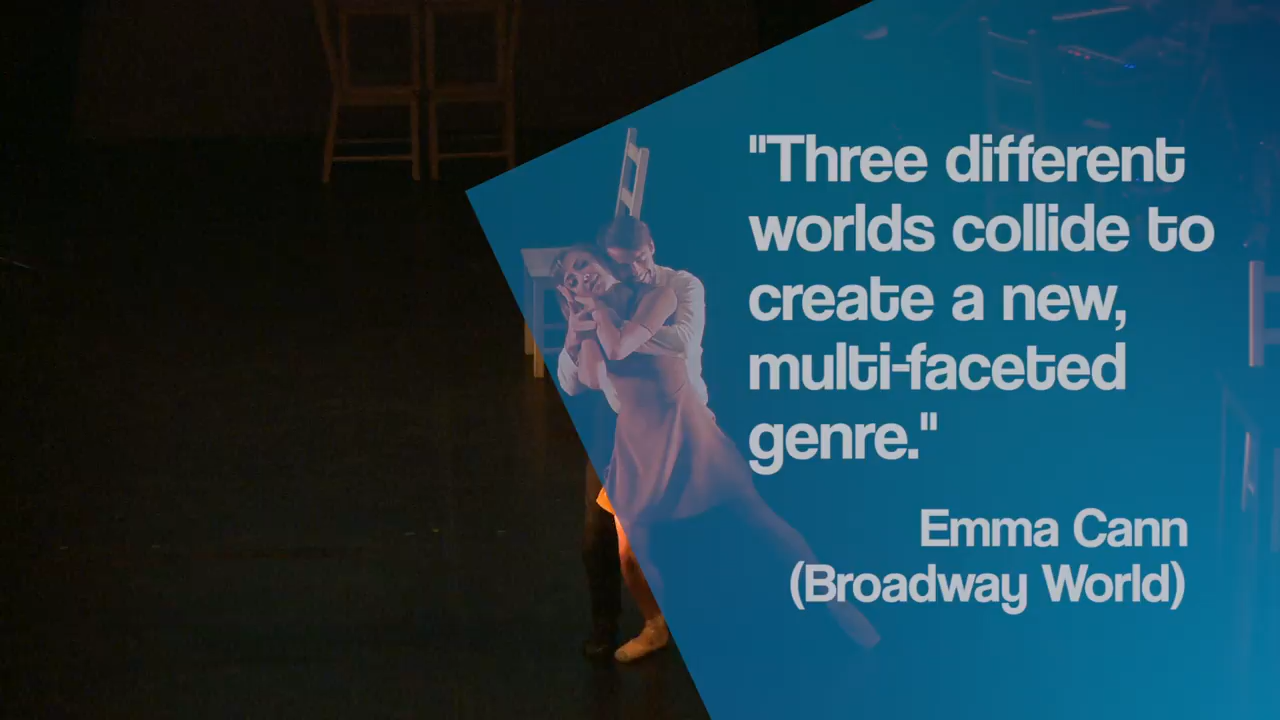 "Three different
worlds collide to
create a new,
multi-faceted
genre."
Emma Cann
(Broadway World)